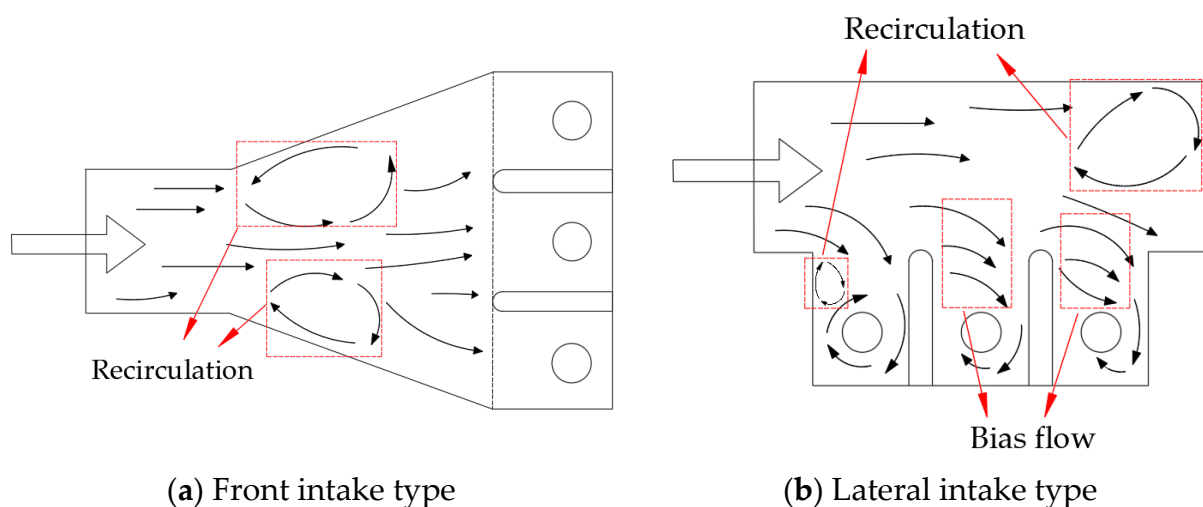 Recirculation
Recirculation
Bias flow
(a) Front intake type
(b) Lateral intake type